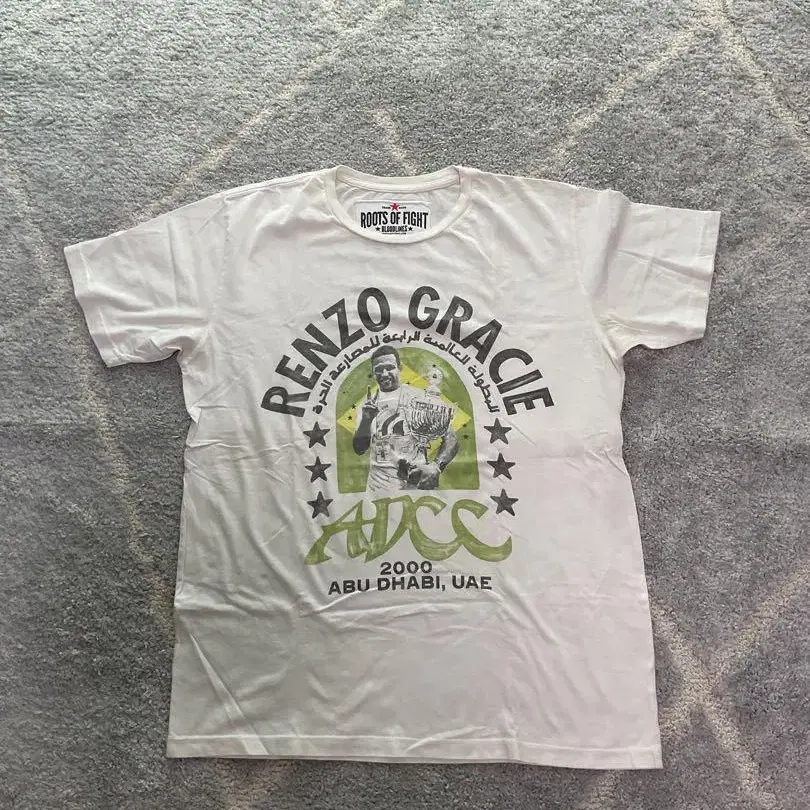 ROOTS OF FIGHT
BLOODLINES
RENZO GRACIE
البطولة العالمية الرابعة للمصارعة الحرة
ADCC
2000
ABU DHABI, UAE